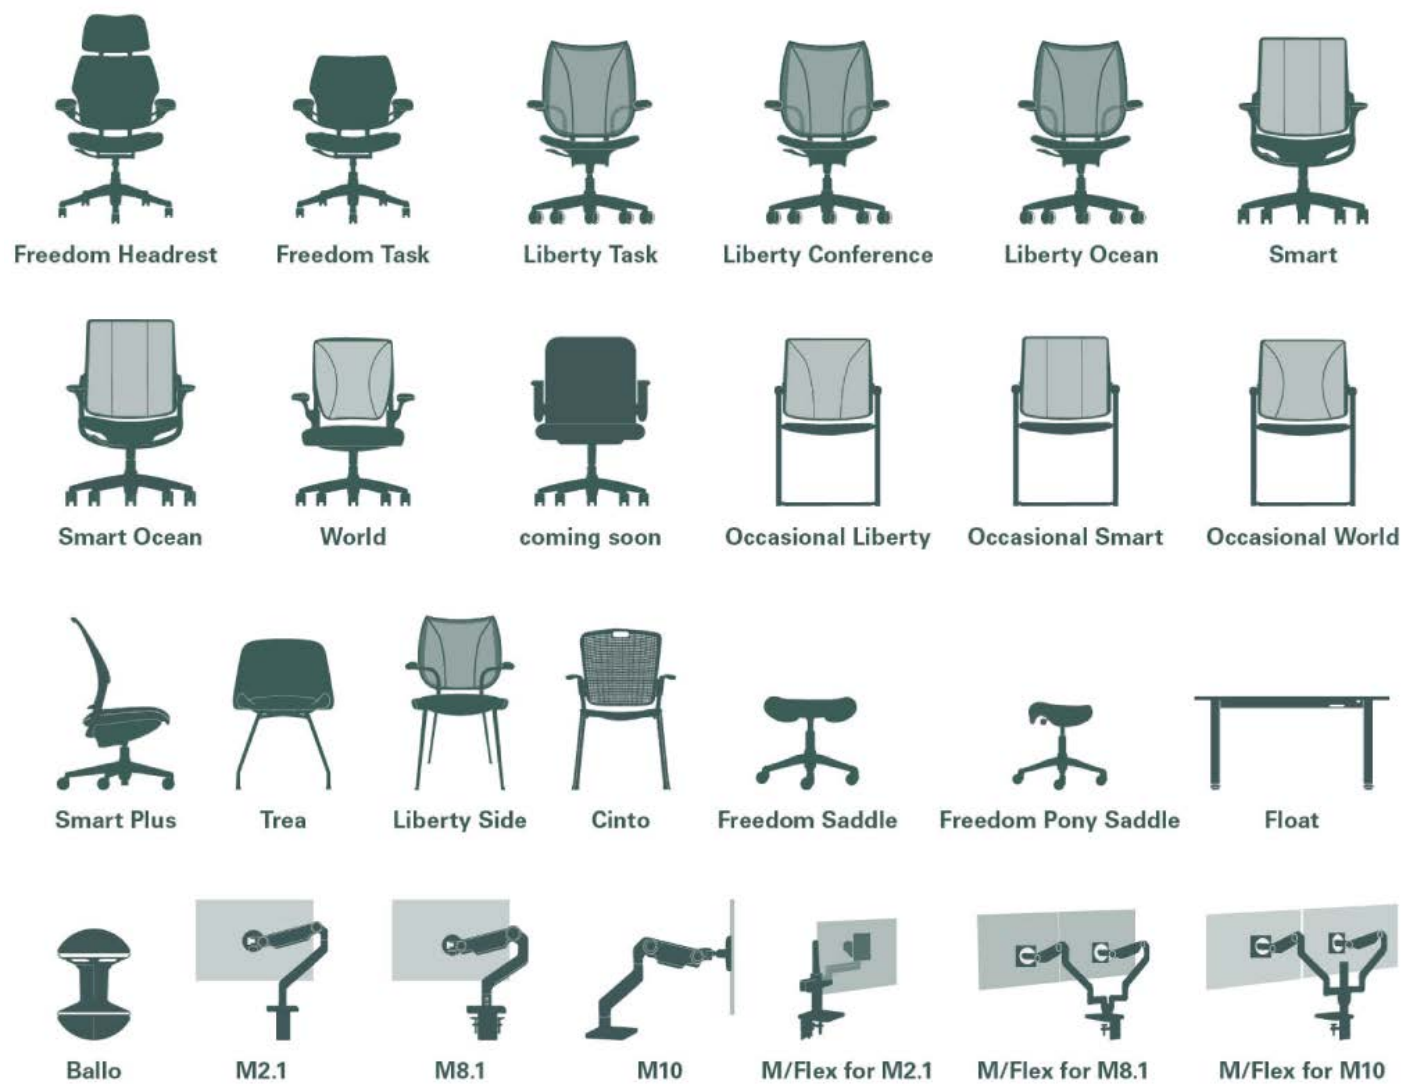 Freedom Headrest
Freedom Task
Liberty Task
Liberty Conference
Liberty Ocean
Smart
Smart Ocean
World
coming soon
Occasional Liberty
Occasional Smart
Occasional World
Smart Plus
Trea
Liberty Side
Cinto
Freedom Saddle
Freedom Pony Saddle
Float
Ballo
M2.1
M8.1
M10
M/Flex for M2.1
M/Flex for M8.1
M/Flex for M10